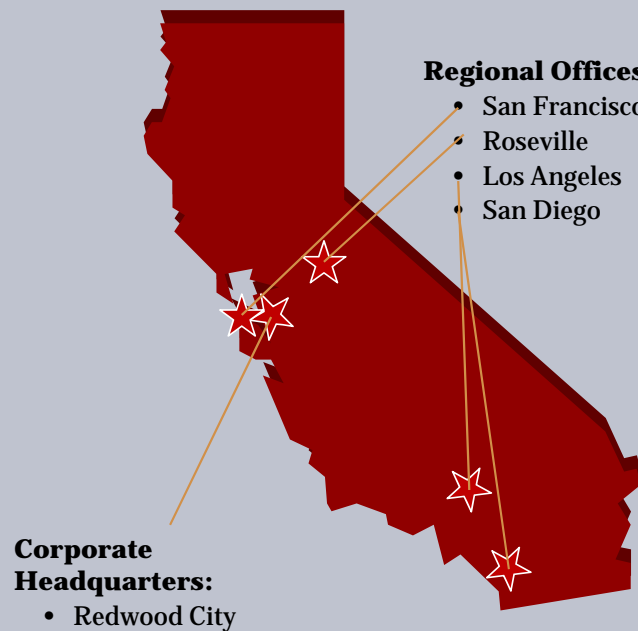 Regional Offices
• San Francisco
• Roseville
• Los Angeles
• San Diego
Corporate
Headquarters:
• Redwood City